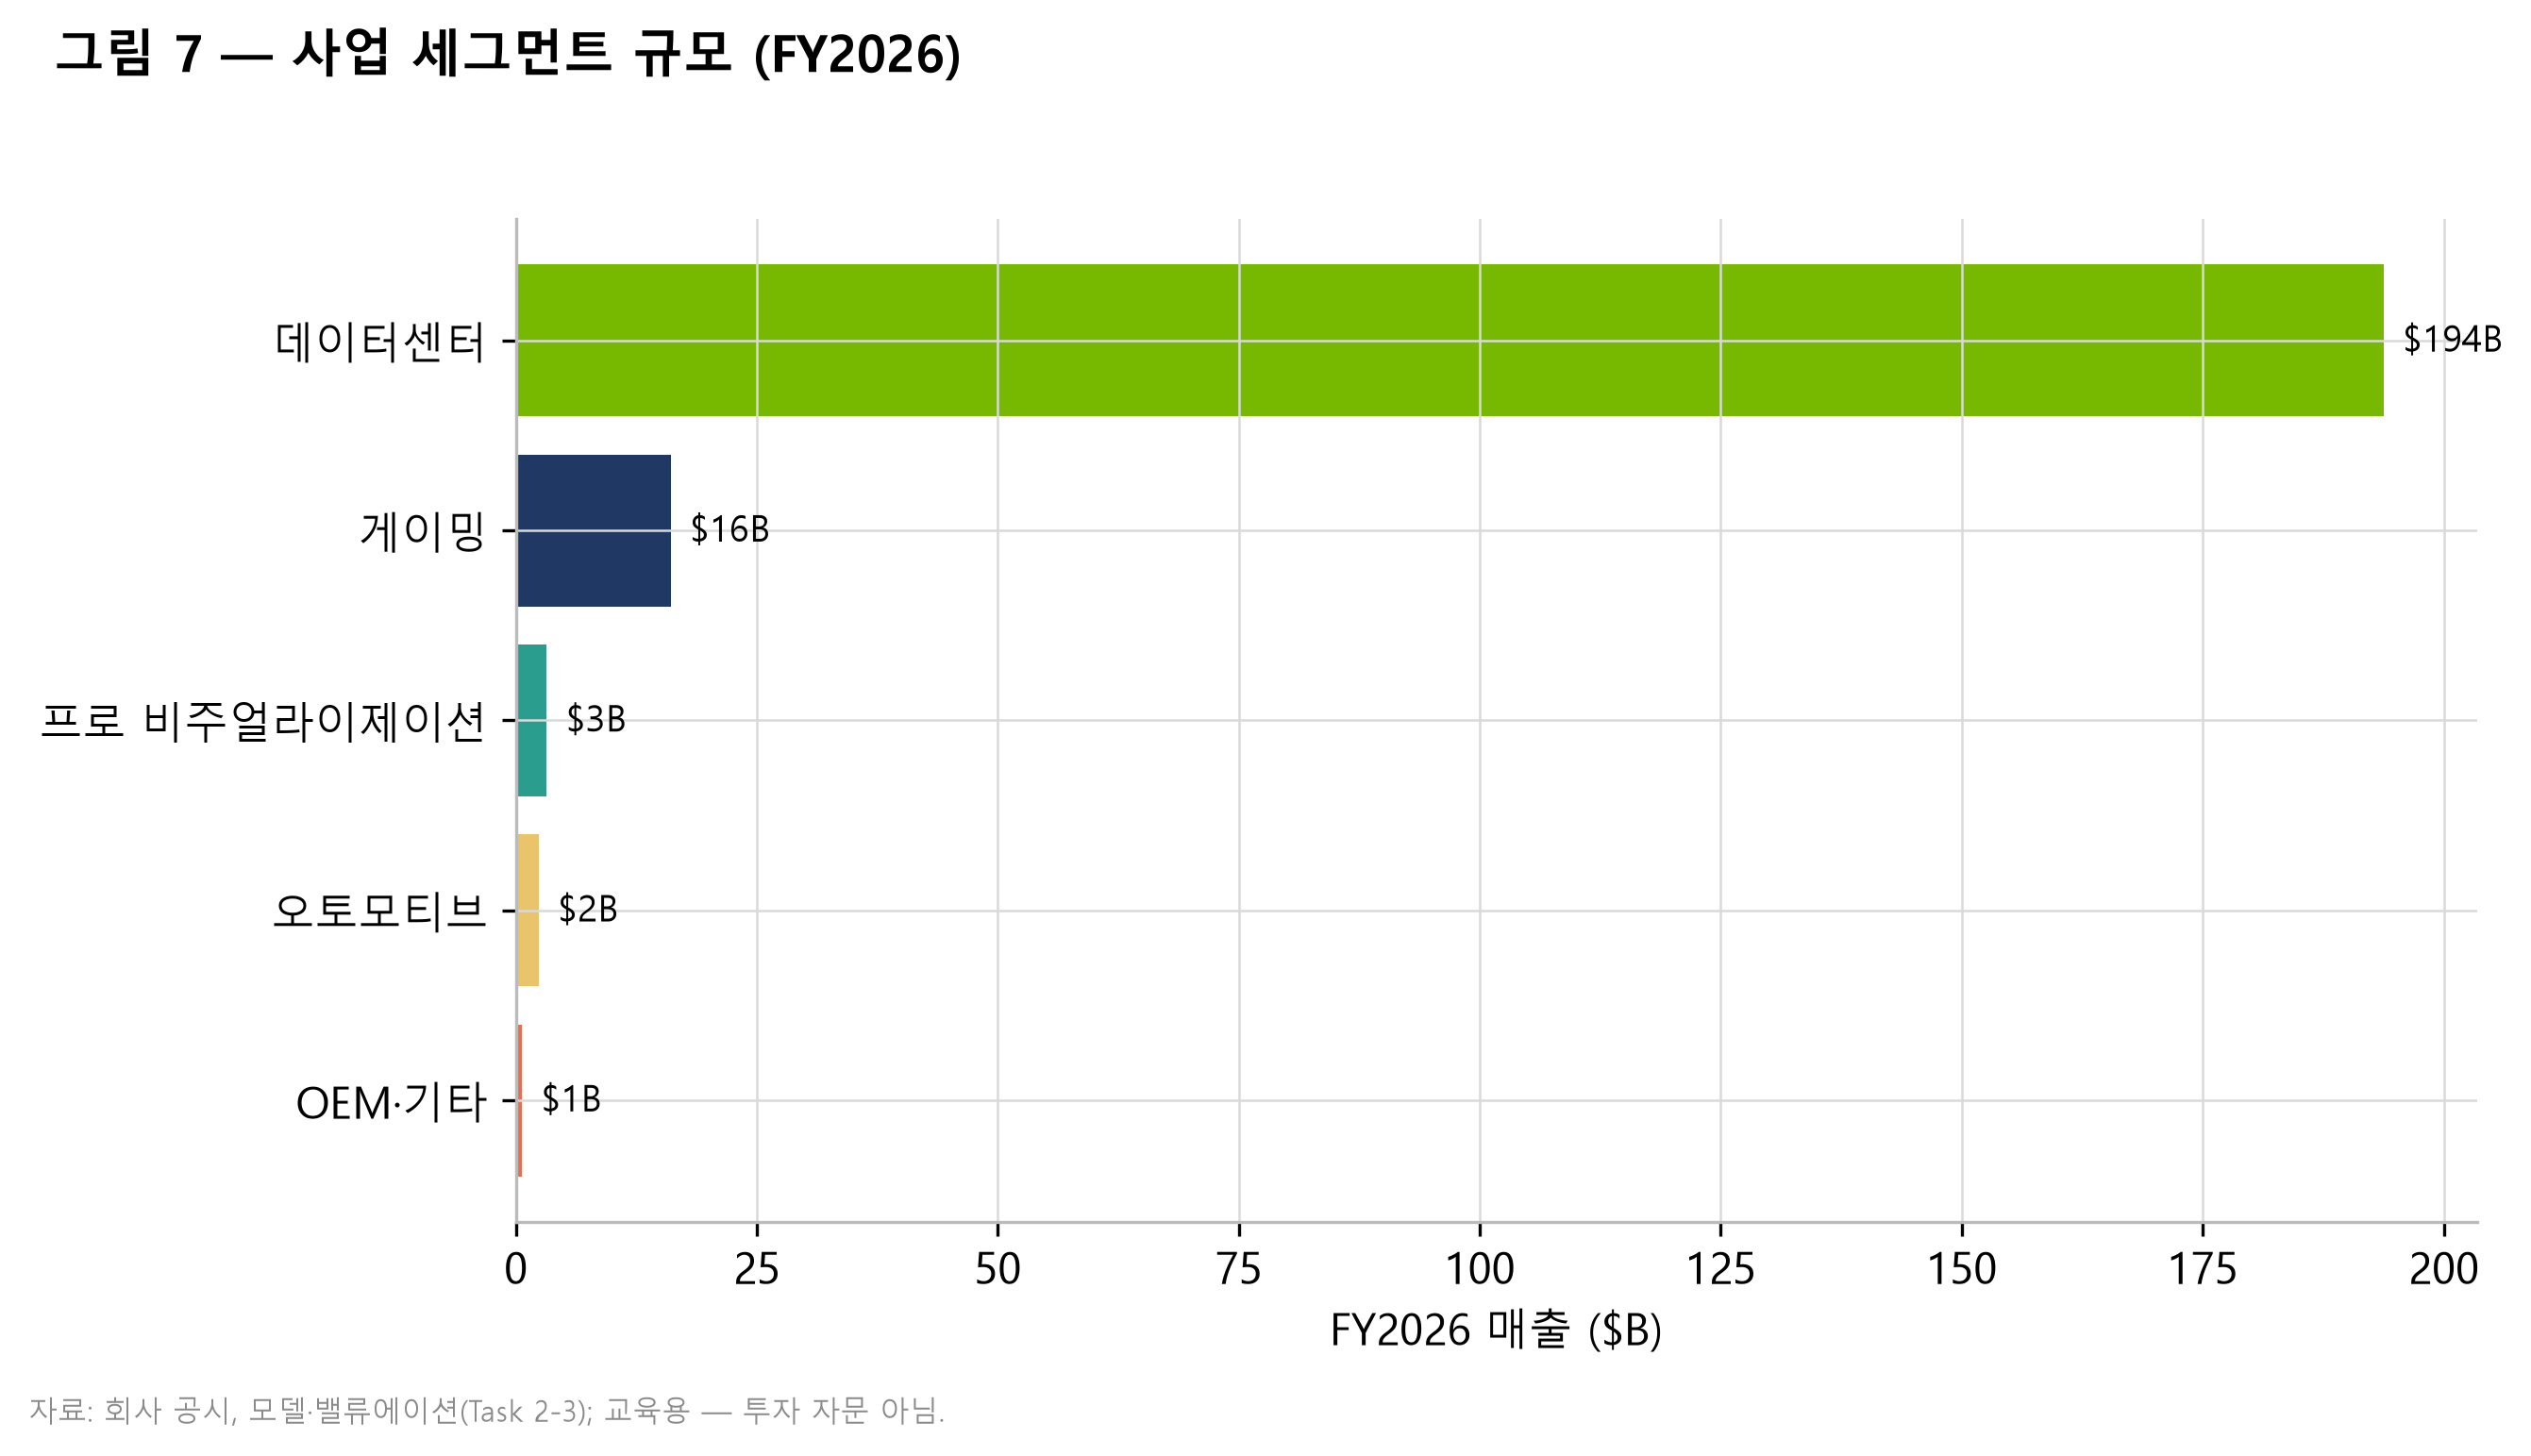 그림 7 — 사업 세그먼트 규모 (FY2026)
데이터센터
$194B
게이밍
$16B
프로 비주얼라이제이션
$3B
오토모티브
$2B
OEM·기타
$1B
0 25 50 75 100 125 150 175 200
FY2026 매출 ($B)
자료: 회사 공시, 모델·밸류에이션(Task 2-3); 교육용 — 투자 자문 아님.